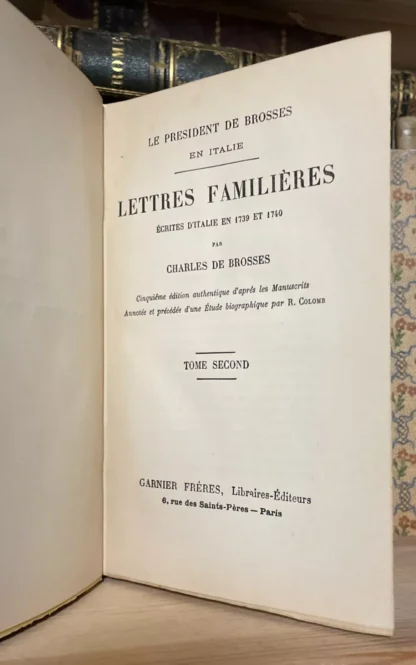 ROME
LE PRESIDENT DE BROSSES
EN ITALIE
LETTRES FAMILIÈRES
ÉCRITES D'ITALIE EN 1739 ET 1740
PAR
CHARLES DE BROSSES
Cinquième édition authentique d'après les Manuscrits
Annotée et précédée d'une Étude biographique par R. COLOMB
TOME SECOND
GARNIER FRÉRES, Libraires-Éditeurs
6, rue des Saints-Pères — Paris